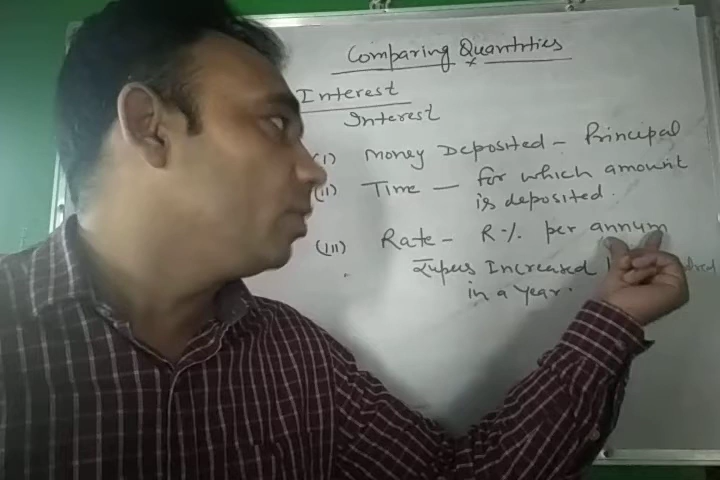 Comparing Quantities
Interest
Interest
(I) Money Deposited - Principal
(II) Time - for which amount
is deposited.
(III) Rate - R% per annum
Rupees Increased
in a Year.